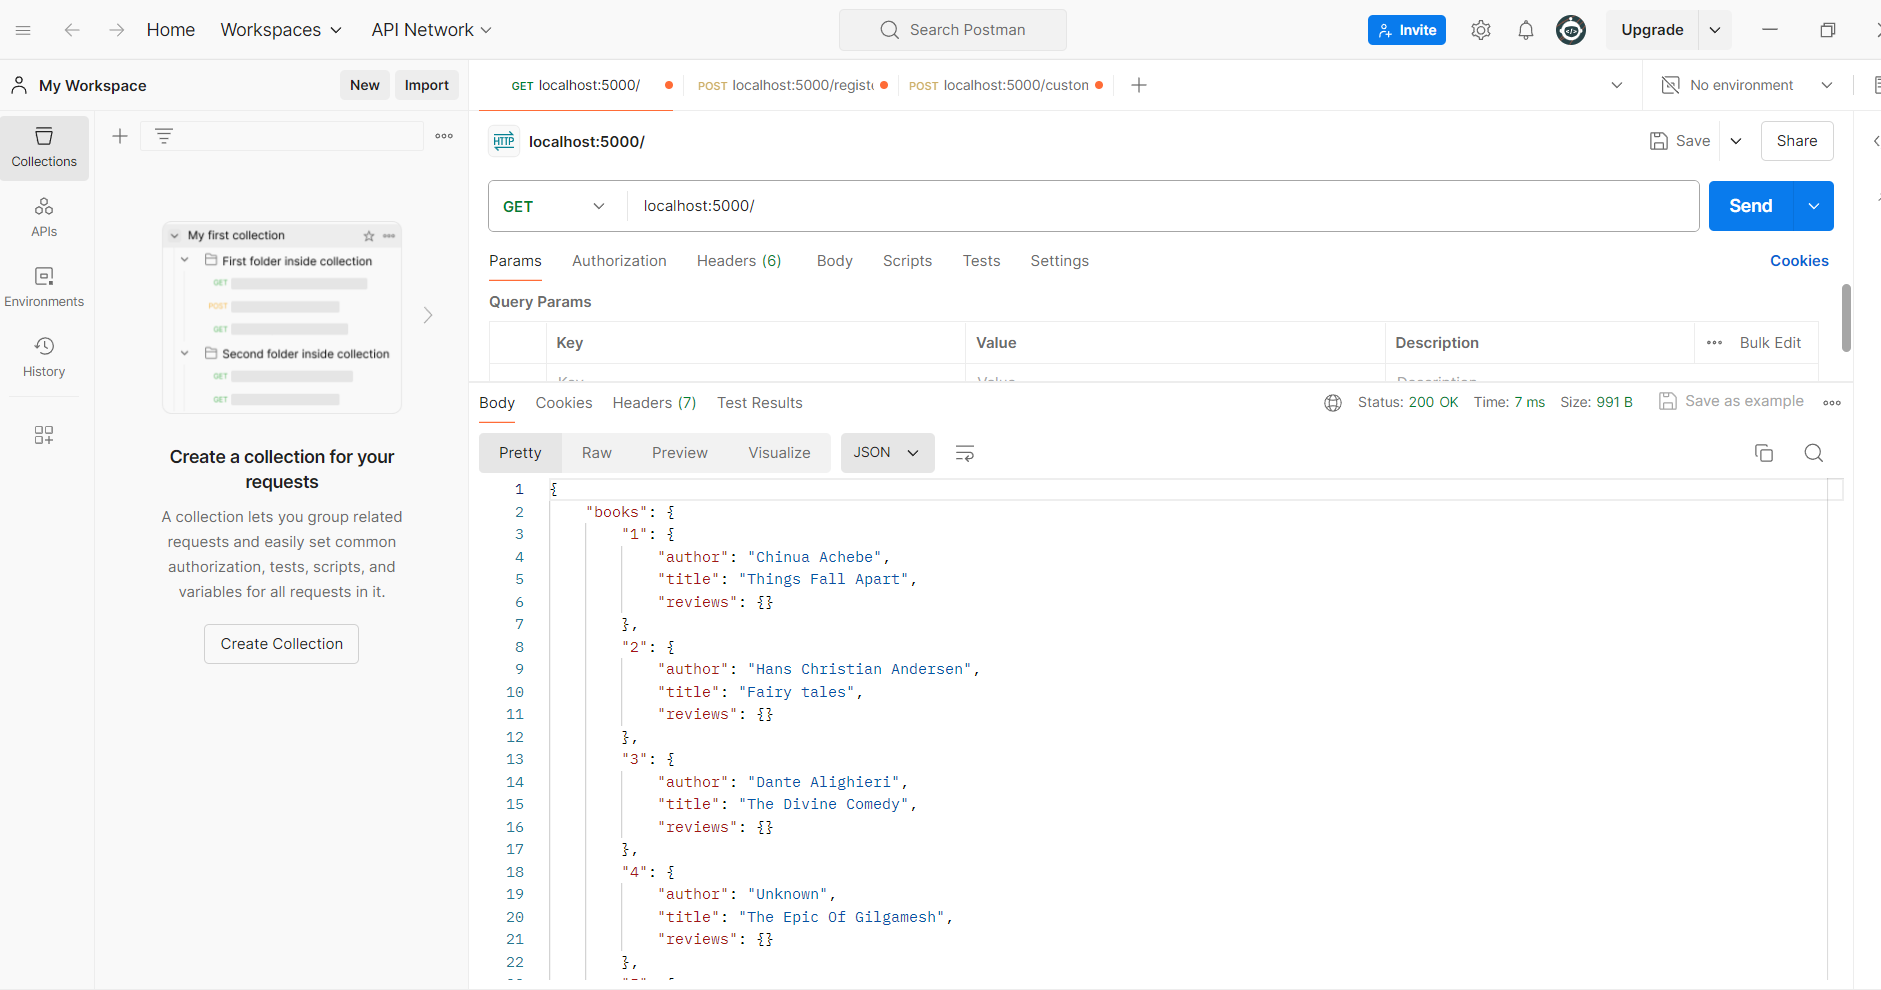 Home Workspaces API Network Search Postman Invite Upgrade
My Workspace New Import GET localhost:5000/ POST localhost:5000/regist POST localhost:5000/custon No environment
Collections
APIs
Environments
History
My first collection
First folder inside collection
GET
POST
GET
Second folder inside collection
GET
GET
Create a collection for your
requests
A collection lets you group related
requests and easily set common
authorization, tests, scripts, and
variables for all requests in it.
Create Collection
HTTP localhost:5000/ Save Share
GET localhost:5000/ Send
Params Authorization Headers (6) Body Scripts Tests Settings Cookies
Query Params
Key Value Description Bulk Edit
Key Value Description
Body Cookies Headers (7) Test Results Status: 200 OK Time: 7 ms Size: 991 B Save as example
Pretty Raw Preview Visualize JSON
1 {
2 "books": {
3 "1": {
4 "author": "Chinua Achebe",
5 "title": "Things Fall Apart",
6 "reviews": {}
7 },
8 "2": {
9 "author": "Hans Christian Andersen",
10 "title": "Fairy tales",
11 "reviews": {}
12 },
13 "3": {
14 "author": "Dante Alighieri",
15 "title": "The Divine Comedy",
16 "reviews": {}
17 },
18 "4": {
19 "author": "Unknown",
20 "title": "The Epic Of Gilgamesh",
21 "reviews": {}
22 },